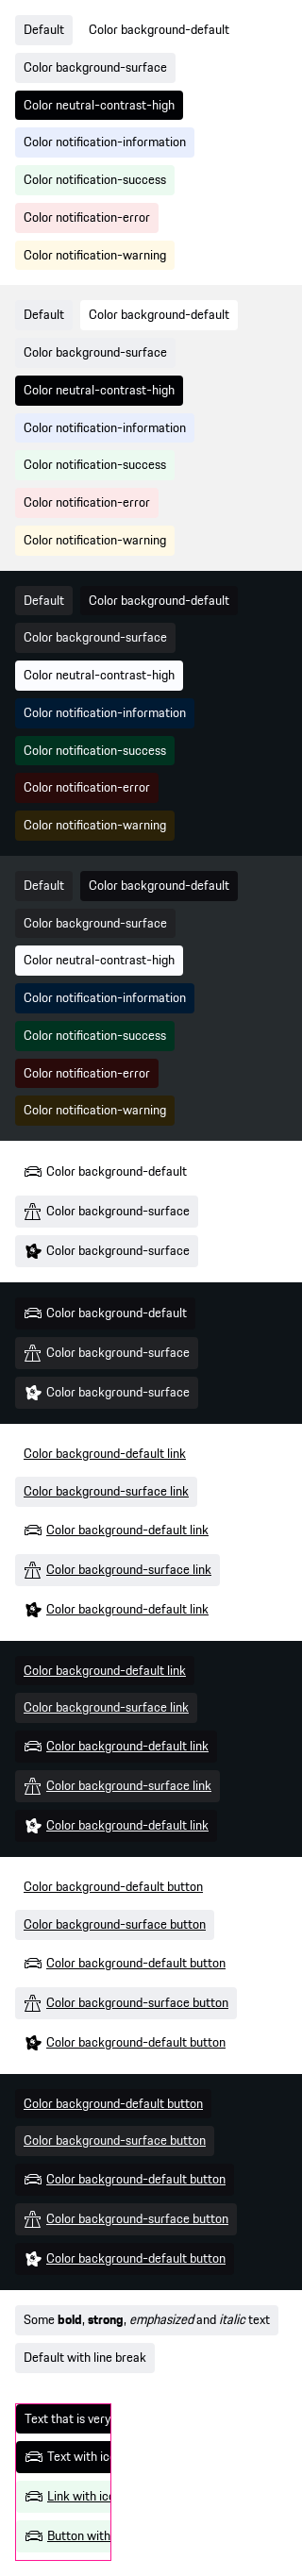 Default Color background-default
Color background-surface
Color neutral-contrast-high
Color notification-information
Color notification-success
Color notification-error
Color notification-warning
Default Color background-default
Color background-surface
Color neutral-contrast-high
Color notification-information
Color notification-success
Color notification-error
Color notification-warning
Default Color background-default
Color background-surface
Color neutral-contrast-high
Color notification-information
Color notification-success
Color notification-error
Color notification-warning
Default Color background-default
Color background-surface
Color neutral-contrast-high
Color notification-information
Color notification-success
Color notification-error
Color notification-warning
Color background-default
Color background-surface
Color background-surface
Color background-default
Color background-surface
Color background-surface
Color background-default link
Color background-surface link
Color background-default link
Color background-surface link
Color background-default link
Color background-default link
Color background-surface link
Color background-default link
Color background-surface link
Color background-default link
Color background-default button
Color background-surface button
Color background-default button
Color background-surface button
Color background-default button
Color background-default button
Color background-surface button
Color background-default button
Color background-surface button
Color background-default button
Some bold, strong, emphasized and italic text
Default with line break
Text that is very
Text with ic
Link with ico
Button with